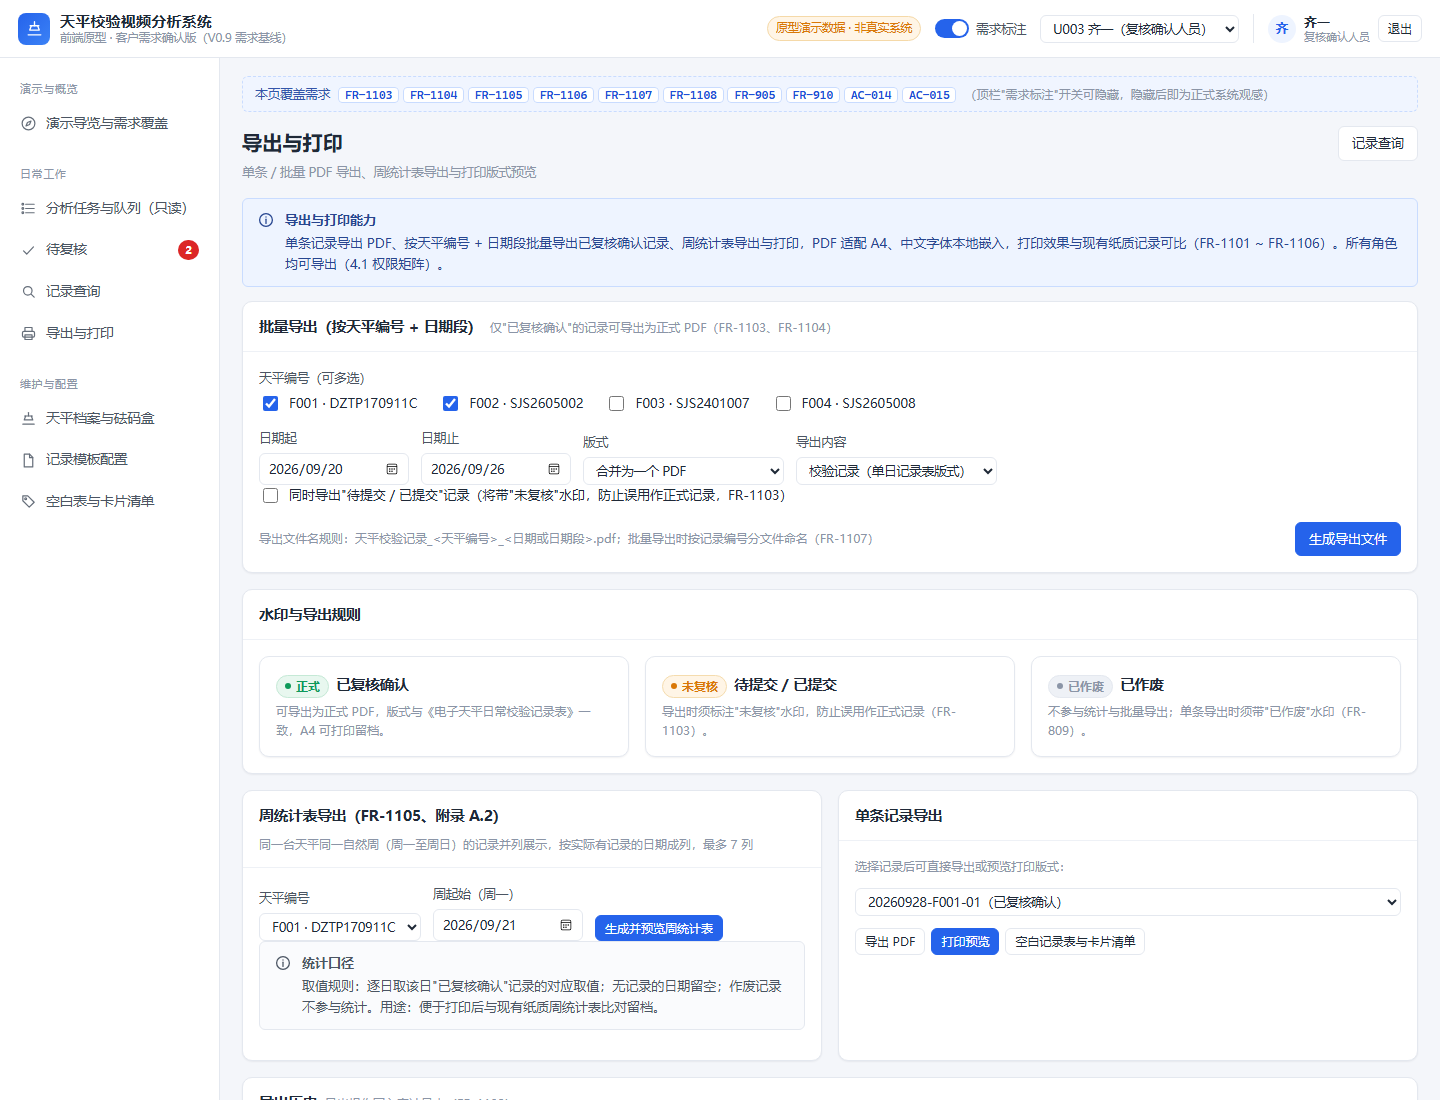 天平校验视频分析系统
前端原型 · 客户需求确认版（V0.9 需求基线）
原型演示数据 · 非真实系统
需求标注
U003 齐一（复核确认人员）
齐
齐一
复核确认人员
退出
演示与概览
演示导览与需求覆盖
日常工作
分析任务与队列（只读）
待复核
2
记录查询
导出与打印
维护与配置
天平档案与砝码盒
记录模板配置
空白表与卡片清单
本页覆盖需求 FR-1103 FR-1104 FR-1105 FR-1106 FR-1107 FR-1108 FR-905 FR-910 AC-014 AC-015 （顶栏"需求标注"开关可隐藏，隐藏后即为正式系统观感）
导出与打印
记录查询
单条 / 批量 PDF 导出、周统计表导出与打印版式预览
导出与打印能力
单条记录导出 PDF、按天平编号 + 日期段批量导出已复核确认记录、周统计表导出与打印，PDF 适配 A4、中文字体本地嵌入，打印效果与现有纸质记录可比（FR-1101 ~ FR-1106）。所有角色
均可导出（4.1 权限矩阵）。
批量导出（按天平编号 + 日期段） 仅"已复核确认"的记录可导出为正式 PDF（FR-1103、FR-1104）
天平编号（可多选）
F001 · DZTP170911C F002 · SJS2605002 F003 · SJS2401007 F004 · SJS2605008
日期起 日期止 版式 导出内容
2026/09/20 2026/09/26 合并为一个 PDF 校验记录（单日记录表版式）
同时导出"待提交 / 已提交"记录（将带"未复核"水印，防止误用作正式记录，FR-1103）
导出文件名规则：天平校验记录_<天平编号>_<日期或日期段>.pdf；批量导出时按记录编号分文件命名（FR-1107）
生成导出文件
水印与导出规则
正式 已复核确认
可导出为正式 PDF，版式与《电子天平日常校验记录表》一
致，A4 可打印留档。
未复核 待提交 / 已提交
导出时须标注"未复核"水印，防止误用作正式记录（FR-
1103）。
已作废 已作废
不参与统计与批量导出；单条导出时须带"已作废"水印（FR-
809）。
周统计表导出（FR-1105、附录 A.2）
同一台天平同一自然周（周一至周日）的记录并列展示，按实际有记录的日期成列，最多 7 列
天平编号 周起始（周一）
F001 · DZTP170911C 2026/09/21 生成并预览周统计表
统计口径
取值规则：逐日取该日"已复核确认"记录的对应取值；无记录的日期留空；作废记录
不参与统计。用途：便于打印后与现有纸质周统计表比对留档。
单条记录导出
选择记录后可直接导出或预览打印版式：
20260928-F001-01（已复核确认）
导出 PDF 打印预览 空白记录表与卡片清单